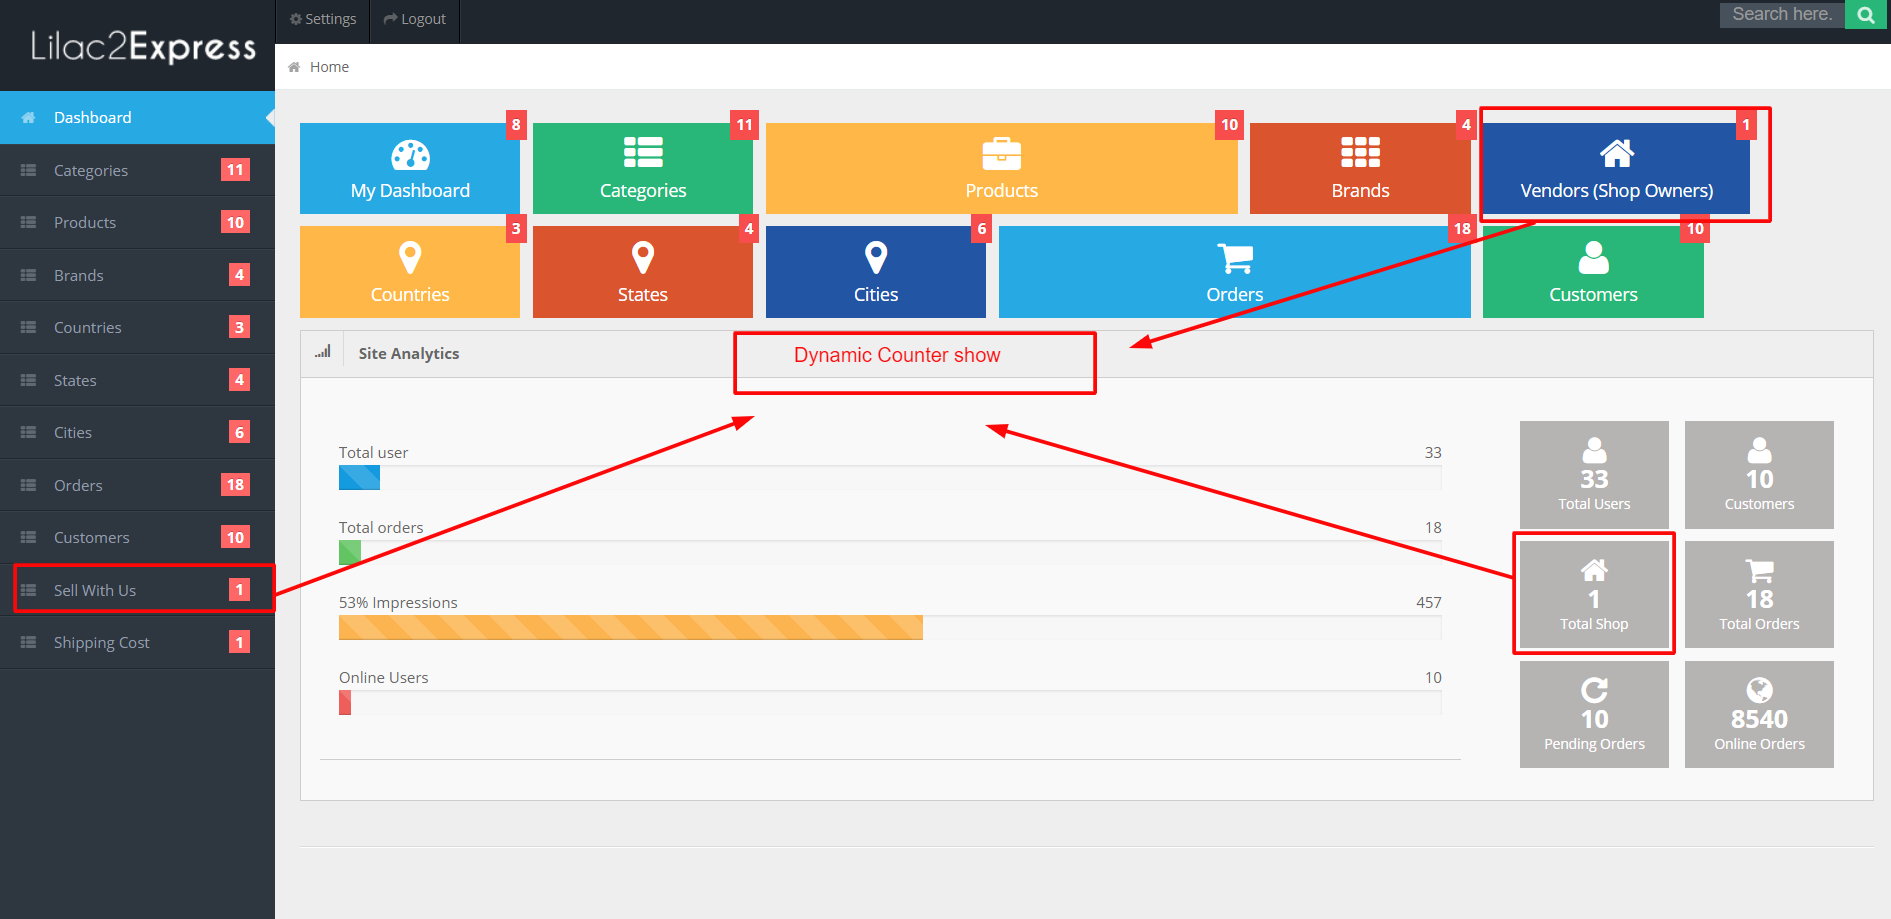 Lilac2Express
Settings
Logout
Search here.
Home
Dashboard
Categories 11
Products 10
Brands 4
Countries 3
States 4
Cities 6
Orders 18
Customers 10
Sell With Us 1
Shipping Cost 1
8
My Dashboard
11
Categories
10
Products
4
Brands
1
Vendors (Shop Owners)
3
Countries
4
States
6
Cities
18
Orders
10
Customers
Site Analytics
Dynamic Counter show
Total user 33
Total orders 18
53% Impressions 457
Online Users 10
33
Total Users
10
Customers
1
Total Shop
18
Total Orders
10
Pending Orders
8540
Online Orders